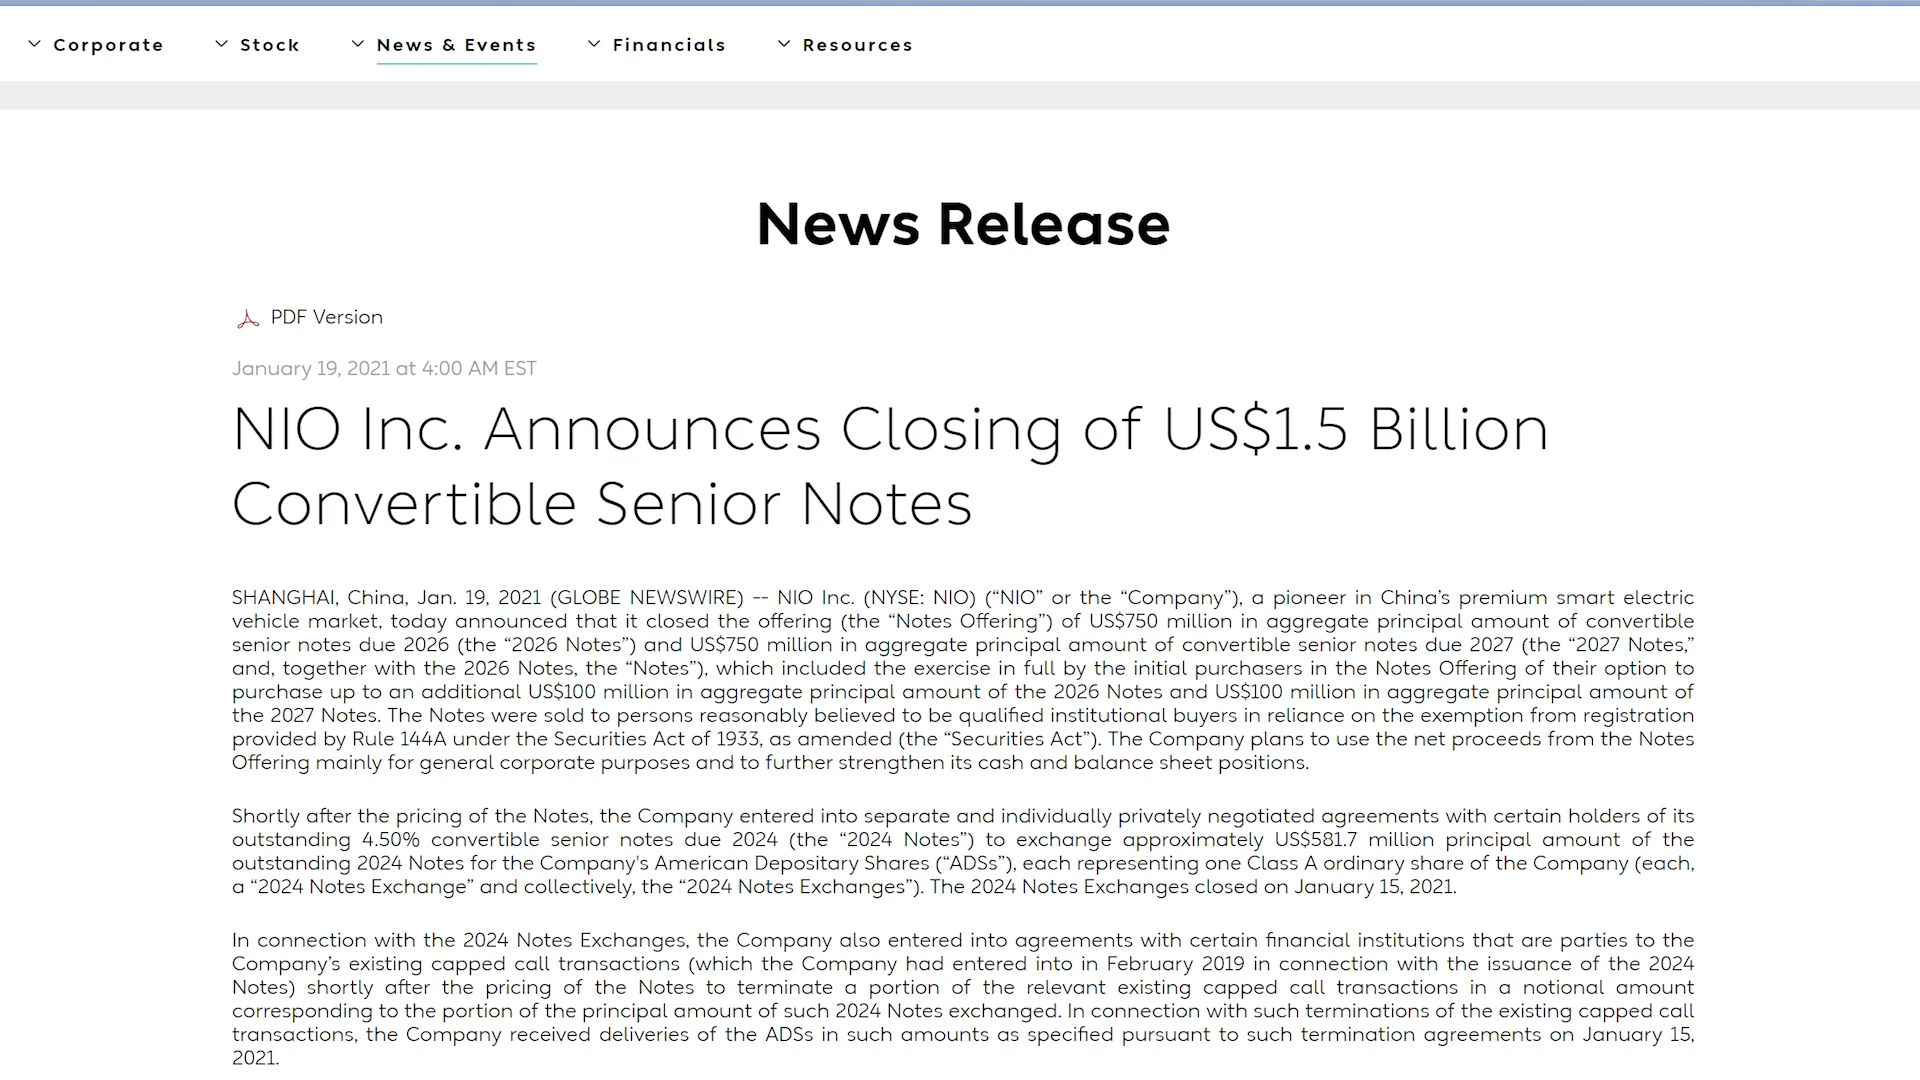 Corporate Stock News & Events Financials Resources
News Release
PDF Version
January 19, 2021 at 4:00 AM EST
NIO Inc. Announces Closing of US$1.5 Billion
Convertible Senior Notes
SHANGHAI, China, Jan. 19, 2021 (GLOBE NEWSWIRE) -- NIO Inc. (NYSE: NIO) (“NIO” or the “Company”), a pioneer in China’s premium smart electric
vehicle market, today announced that it closed the offering (the “Notes Offering”) of US$750 million in aggregate principal amount of convertible
senior notes due 2026 (the “2026 Notes”) and US$750 million in aggregate principal amount of convertible senior notes due 2027 (the “2027 Notes,”
and, together with the 2026 Notes, the “Notes”), which included the exercise in full by the initial purchasers in the Notes Offering of their option to
purchase up to an additional US$100 million in aggregate principal amount of the 2026 Notes and US$100 million in aggregate principal amount of
the 2027 Notes. The Notes were sold to persons reasonably believed to be qualified institutional buyers in reliance on the exemption from registration
provided by Rule 144A under the Securities Act of 1933, as amended (the “Securities Act”). The Company plans to use the net proceeds from the Notes
Offering mainly for general corporate purposes and to further strengthen its cash and balance sheet positions.
Shortly after the pricing of the Notes, the Company entered into separate and individually privately negotiated agreements with certain holders of its
outstanding 4.50% convertible senior notes due 2024 (the “2024 Notes”) to exchange approximately US$581.7 million principal amount of the
outstanding 2024 Notes for the Company's American Depositary Shares (“ADSs”), each representing one Class A ordinary share of the Company (each,
a “2024 Notes Exchange” and collectively, the “2024 Notes Exchanges”). The 2024 Notes Exchanges closed on January 15, 2021.
In connection with the 2024 Notes Exchanges, the Company also entered into agreements with certain financial institutions that are parties to the
Company’s existing capped call transactions (which the Company had entered into in February 2019 in connection with the issuance of the 2024
Notes) shortly after the pricing of the Notes to terminate a portion of the relevant existing capped call transactions in a notional amount
corresponding to the portion of the principal amount of such 2024 Notes exchanged. In connection with such terminations of the existing capped call
transactions, the Company received deliveries of the ADSs in such amounts as specified pursuant to such termination agreements on January 15,
2021.